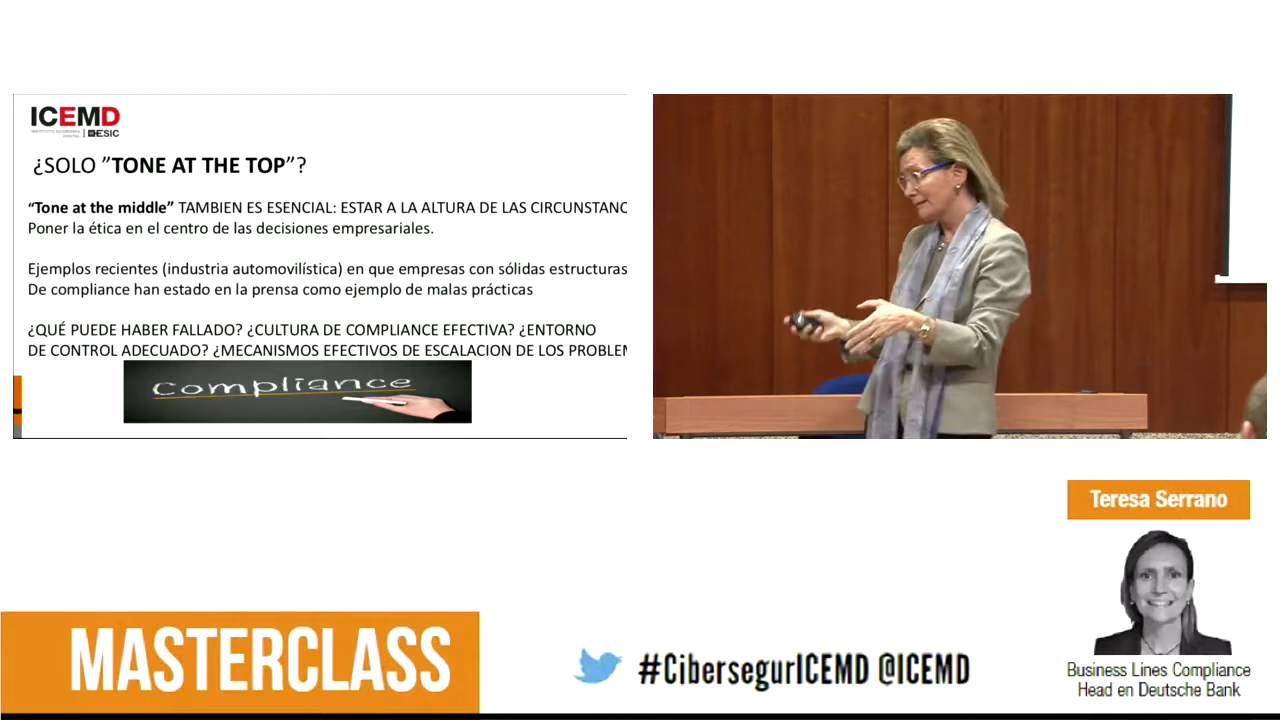 ICEMD
INSTITUTO ECONOMÍA
DIGITAL
ESIC
¿SOLO ”TONE AT THE TOP”?
“Tone at the middle” TAMBIEN ES ESENCIAL: ESTAR A LA ALTURA DE LAS CIRCUNSTANC
Poner la ética en el centro de las decisiones empresariales.
Ejemplos recientes (industria automovilística) en que empresas con sólidas estructuras
De compliance han estado en la prensa como ejemplo de malas prácticas
¿QUÉ PUEDE HABER FALLADO? ¿CULTURA DE COMPLIANCE EFECTIVA? ¿ENTORNO
DE CONTROL ADECUADO? ¿MECANISMOS EFECTIVOS DE ESCALACION DE LOS PROBLEM
Compliance
Teresa Serrano
Business Lines Compliance
Head en Deutsche Bank
MASTERCLASS
#CibersegurICEMD @ICEMD